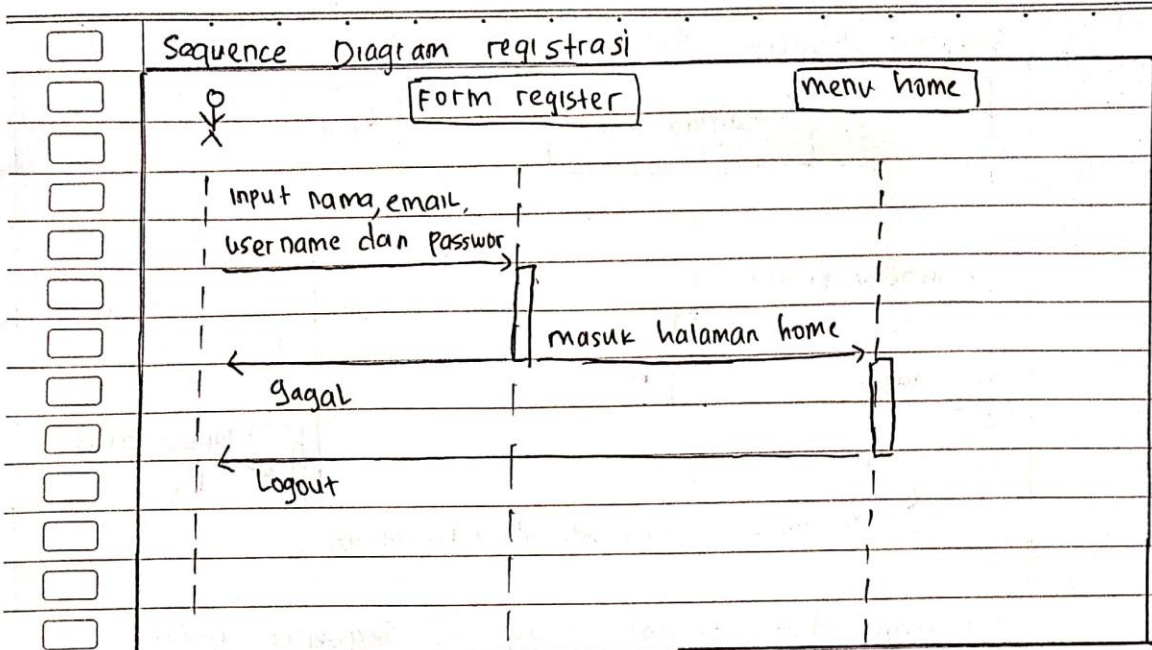 Sequence Diagram registrasi
Form register
menu home
Input nama, email,
username dan passwor
masuk halaman home
gagal
Logout